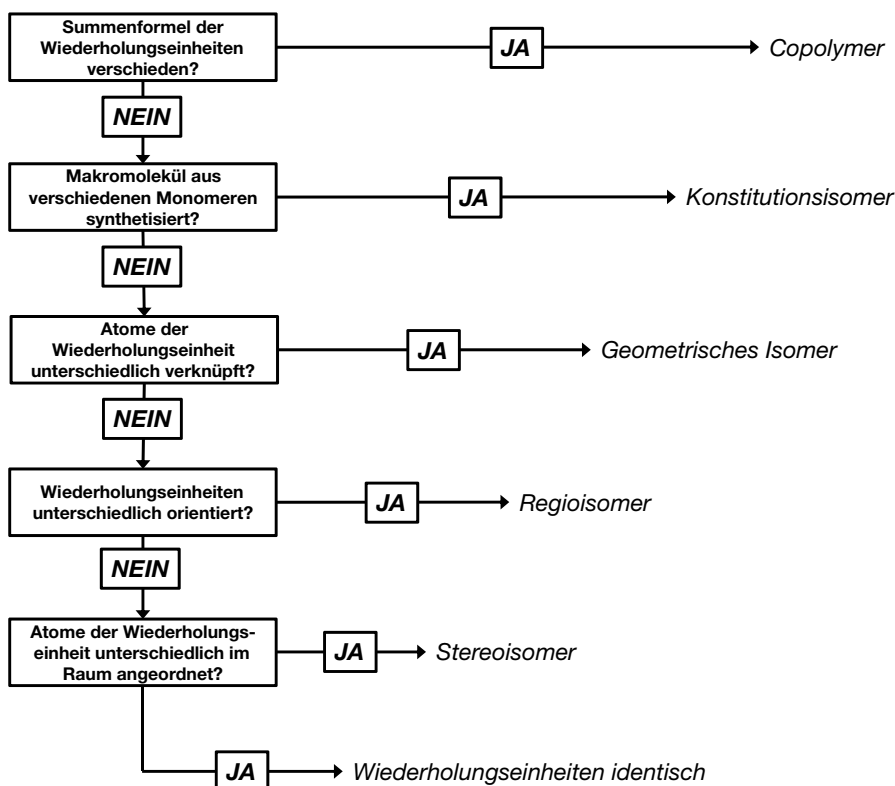 Summenformel der
Wiederholungseinheiten
verschieden?
JA
Copolymer
NEIN
Makromolekül aus
verschiedenen Monomeren
synthetisiert?
JA
Konstitutionsisomer
NEIN
Atome der
Wiederholungseinheit
unterschiedlich verknüpft?
JA
Geometrisches Isomer
NEIN
Wiederholungseinheiten
unterschiedlich orientiert?
JA
Regioisomer
NEIN
Atome der Wiederholungs-
einheit unterschiedlich im
Raum angeordnet?
JA
Stereoisomer
JA
Wiederholungseinheiten identisch